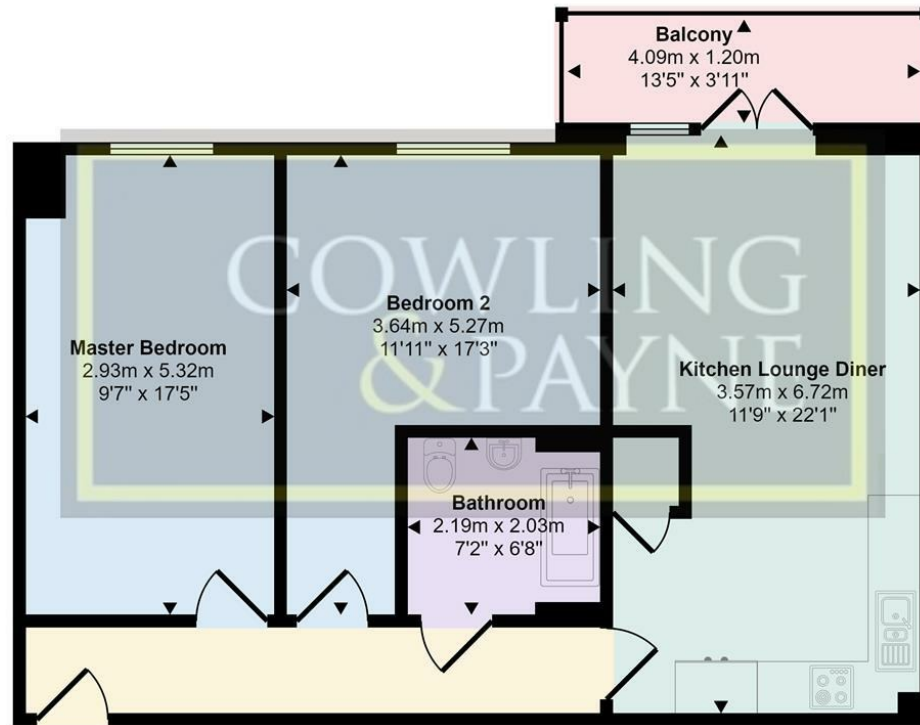 Balcony
4.09m x 1.20m
13'5" x 3'11"
COWLING
&PAYNE
Master Bedroom
2.93m x 5.32m
9'7" x 17'5"
Bedroom 2
3.64m x 5.27m
11'11" x 17'3"
Kitchen Lounge Diner
3.57m x 6.72m
11'9" x 22'1"
Bathroom
2.19m x 2.03m
7'2" x 6'8"